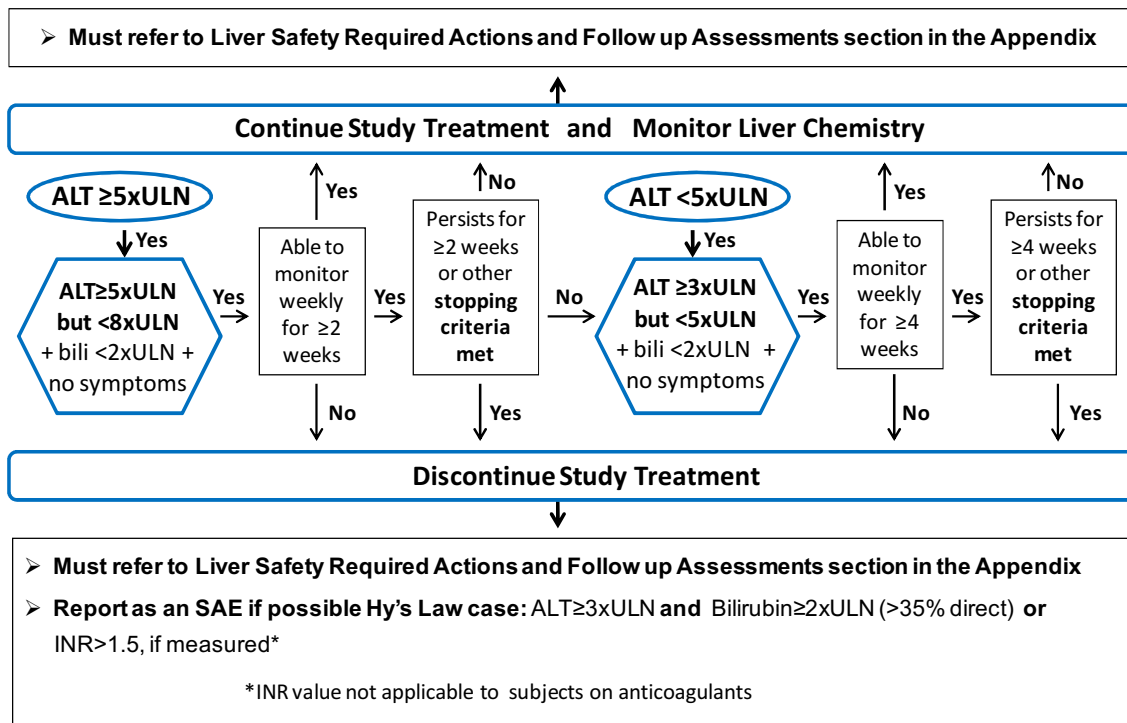 ➢ Must refer to Liver Safety Required Actions and Follow up Assessments section in the Appendix
Continue Study Treatment and Monitor Liver Chemistry
ALT ≥5xULN
Yes
ALT≥5xULN
but <8xULN
+ bili <2xULN +
no symptoms
Yes
Yes
Able to
monitor
weekly
for ≥2
weeks
No
Yes
No
Persists for
≥2 weeks
or other
stopping
criteria
met
Yes
No
ALT <5xULN
Yes
ALT ≥3xULN
but <5xULN
+ bili <2xULN +
no symptoms
Yes
Yes
Able to
monitor
weekly
for ≥4
weeks
No
Yes
No
Persists for
≥4 weeks
or other
stopping
criteria
met
Yes
Discontinue Study Treatment
➢ Must refer to Liver Safety Required Actions and Follow up Assessments section in the Appendix
➢ Report as an SAE if possible Hy’s Law case: ALT≥3xULN and Bilirubin≥2xULN (>35% direct) or
INR>1.5, if measured*
*INR value not applicable to subjects on anticoagulants